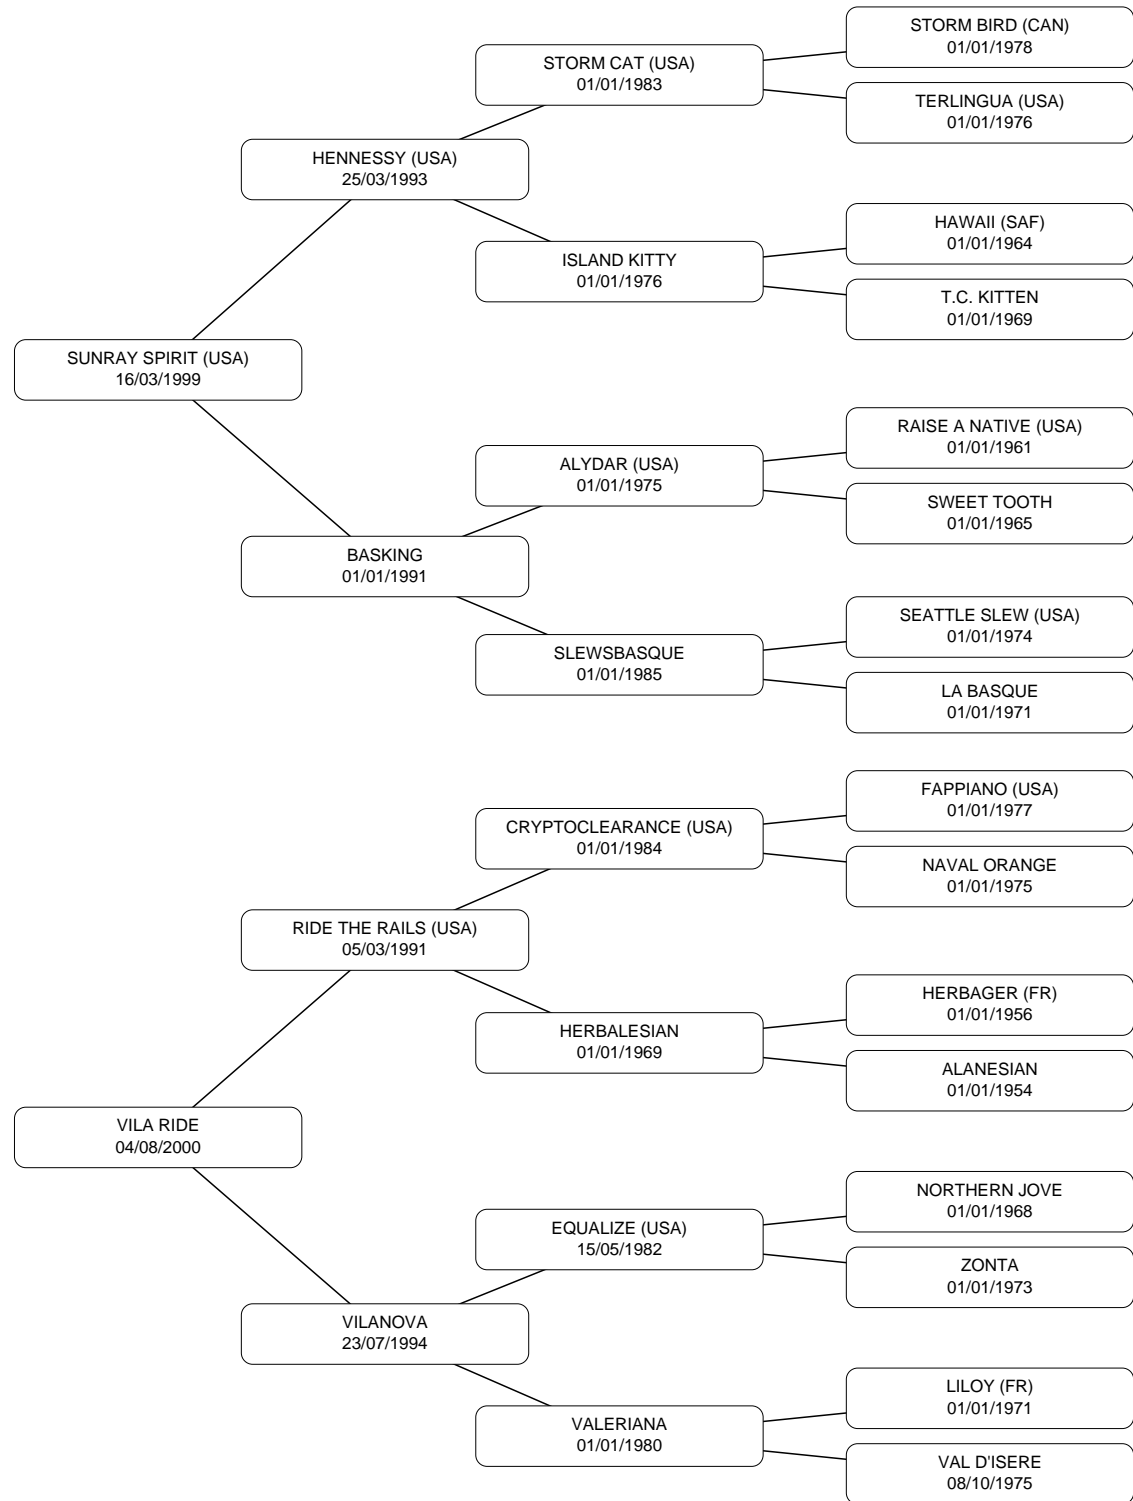 STORM BIRD (CAN)
01/01/1978
STORM CAT (USA)
01/01/1983
TERLINGUA (USA)
01/01/1976
HENNESSY (USA)
25/03/1993
HAWAII (SAF)
01/01/1964
ISLAND KITTY
01/01/1976
T.C. KITTEN
01/01/1969
SUNRAY SPIRIT (USA)
16/03/1999
RAISE A NATIVE (USA)
01/01/1961
ALYDAR (USA)
01/01/1975
SWEET TOOTH
01/01/1965
BASKING
01/01/1991
SEATTLE SLEW (USA)
01/01/1974
SLEWSBASQUE
01/01/1985
LA BASQUE
01/01/1971
FAPPIANO (USA)
01/01/1977
CRYPTOCLEARANCE (USA)
01/01/1984
NAVAL ORANGE
01/01/1975
RIDE THE RAILS (USA)
05/03/1991
HERBAGER (FR)
01/01/1956
HERBALESIAN
01/01/1969
ALANESIAN
01/01/1954
VILA RIDE
04/08/2000
NORTHERN JOVE
01/01/1968
EQUALIZE (USA)
15/05/1982
ZONTA
01/01/1973
VILANOVA
23/07/1994
LILOY (FR)
01/01/1971
VALERIANA
01/01/1980
VAL D'ISERE
08/10/1975